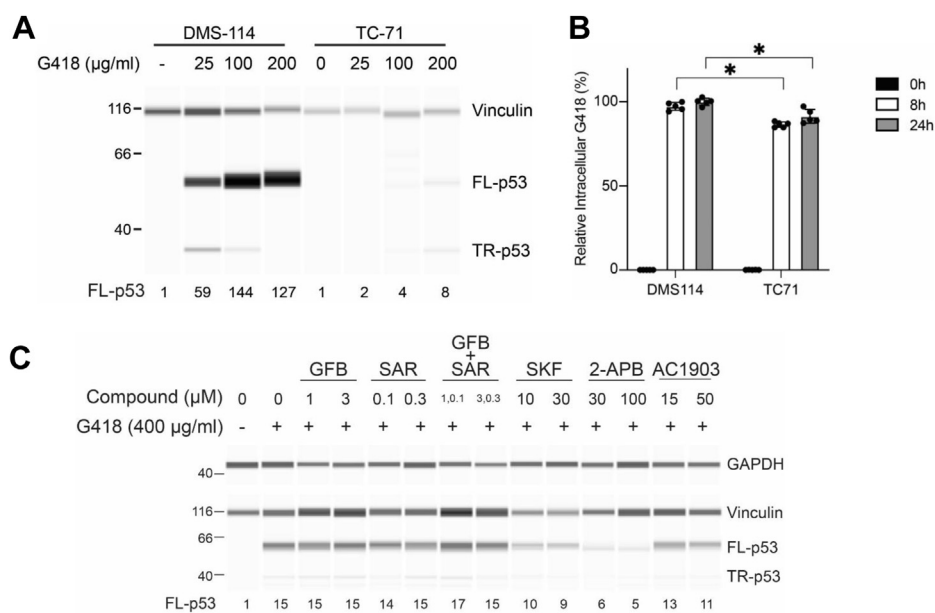 A
DMS-114 TC-71
G418 (µg/ml) - 25 100 200 0 25 100 200
116 Vinculin
66
FL-p53
40
TR-p53
FL-p53 1 59 144 127 1 2 4 8
B
* *
Relative Intracellular G418 (%)
100
50
0
DMS114 TC71
0h
8h
24h
C
GFB SAR GFB + SAR SKF 2-APB AC1903
Compound (µM) 0 0 1 3 0.1 0.3 1,0.1 3,0.3 10 30 30 100 15 50
G418 (400 µg/ml) - + + + + + + + + + + + + +
GAPDH
40
116 Vinculin
66
FL-p53
40 TR-p53
FL-p53 1 15 15 15 14 15 17 15 10 9 6 5 13 11